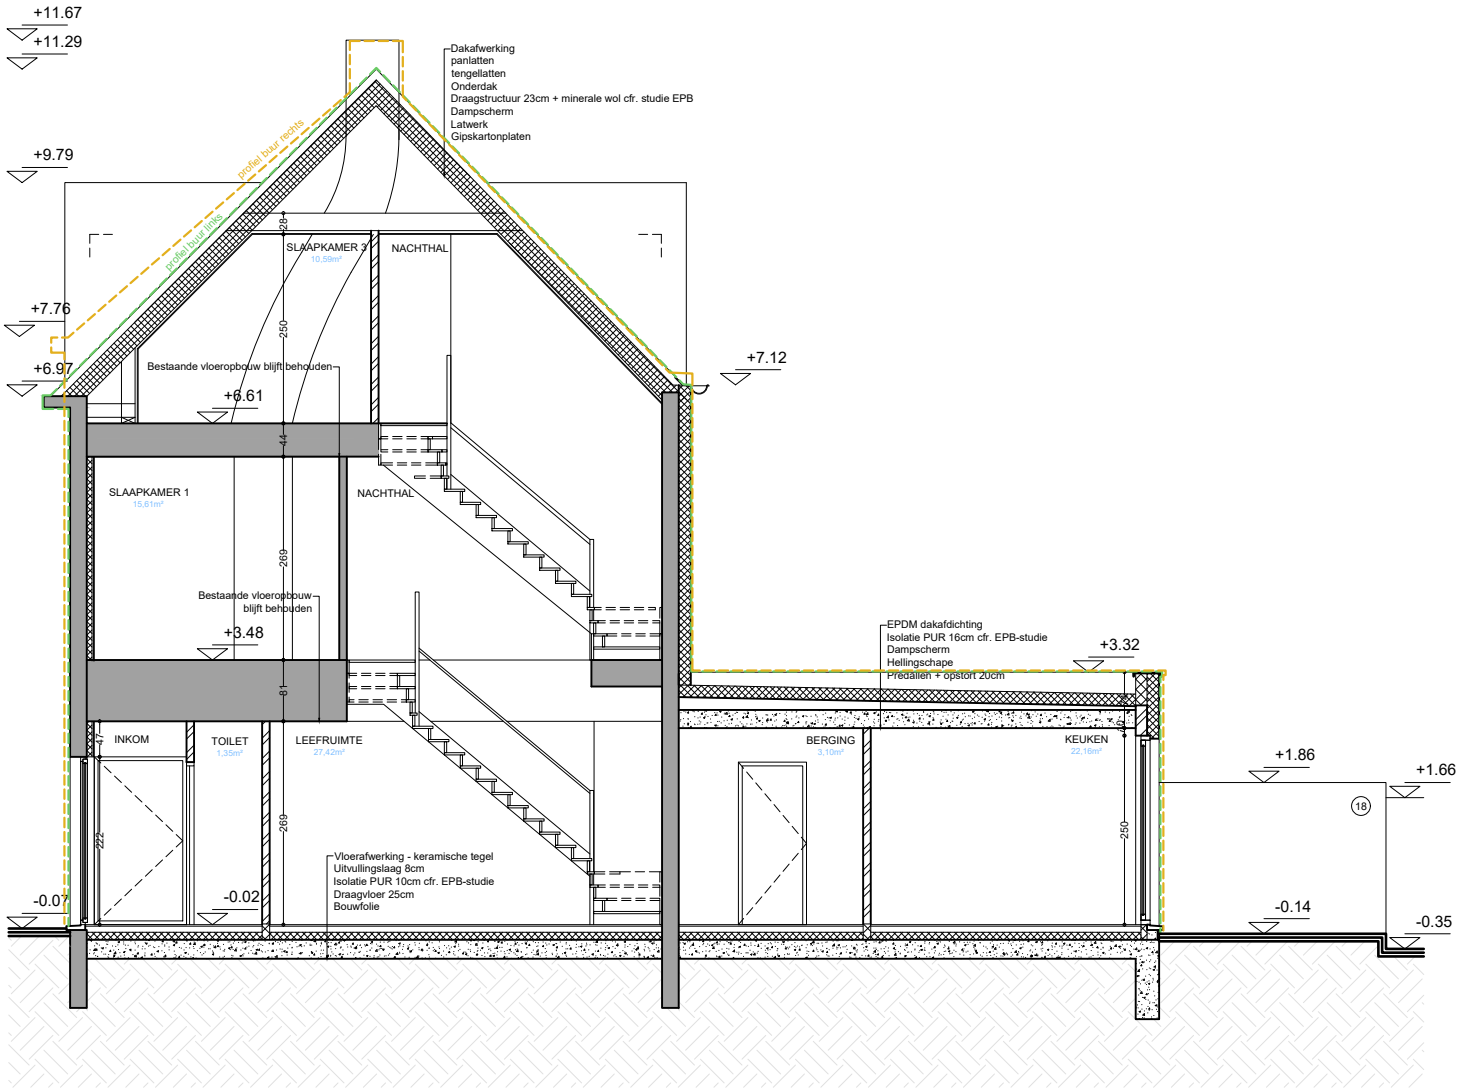 +11.67
+11.29
+9.79
+7.76
+6.97
-0.07
profiel buur rechts
profiel buur links
Dakafwerking
panlatten
tengellatten
Onderdak
Draagstructuur 23cm + minerale wol cfr. studie EPB
Dampscherm
Latwerk
Gipskartonplaten
28
SLAAPKAMER 3
10,59m²
NACHTHAL
250
Bestaande vloeropbouw blijft behouden
+6.61
+7.12
44
SLAAPKAMER 1
15,61m²
NACHTHAL
269
Bestaande vloeropbouw
blijft behouden
+3.48
81
EPDM dakafdichting
Isolatie PUR 16cm cfr. EPB-studie
Dampscherm
Hellingschape
Predallen + opstort 20cm
+3.32
47
INKOM
TOILET
1,35m²
LEEFRUIMTE
27,42m²
BERGING
3,10m²
KEUKEN
22,16m²
222
269
250
+1.86
+1.66
18
Vloerafwerking - keramische tegel
Uitvullingslaag 8cm
Isolatie PUR 10cm cfr. EPB-studie
Draagvloer 25cm
Bouwfolie
-0.02
-0.14
-0.35